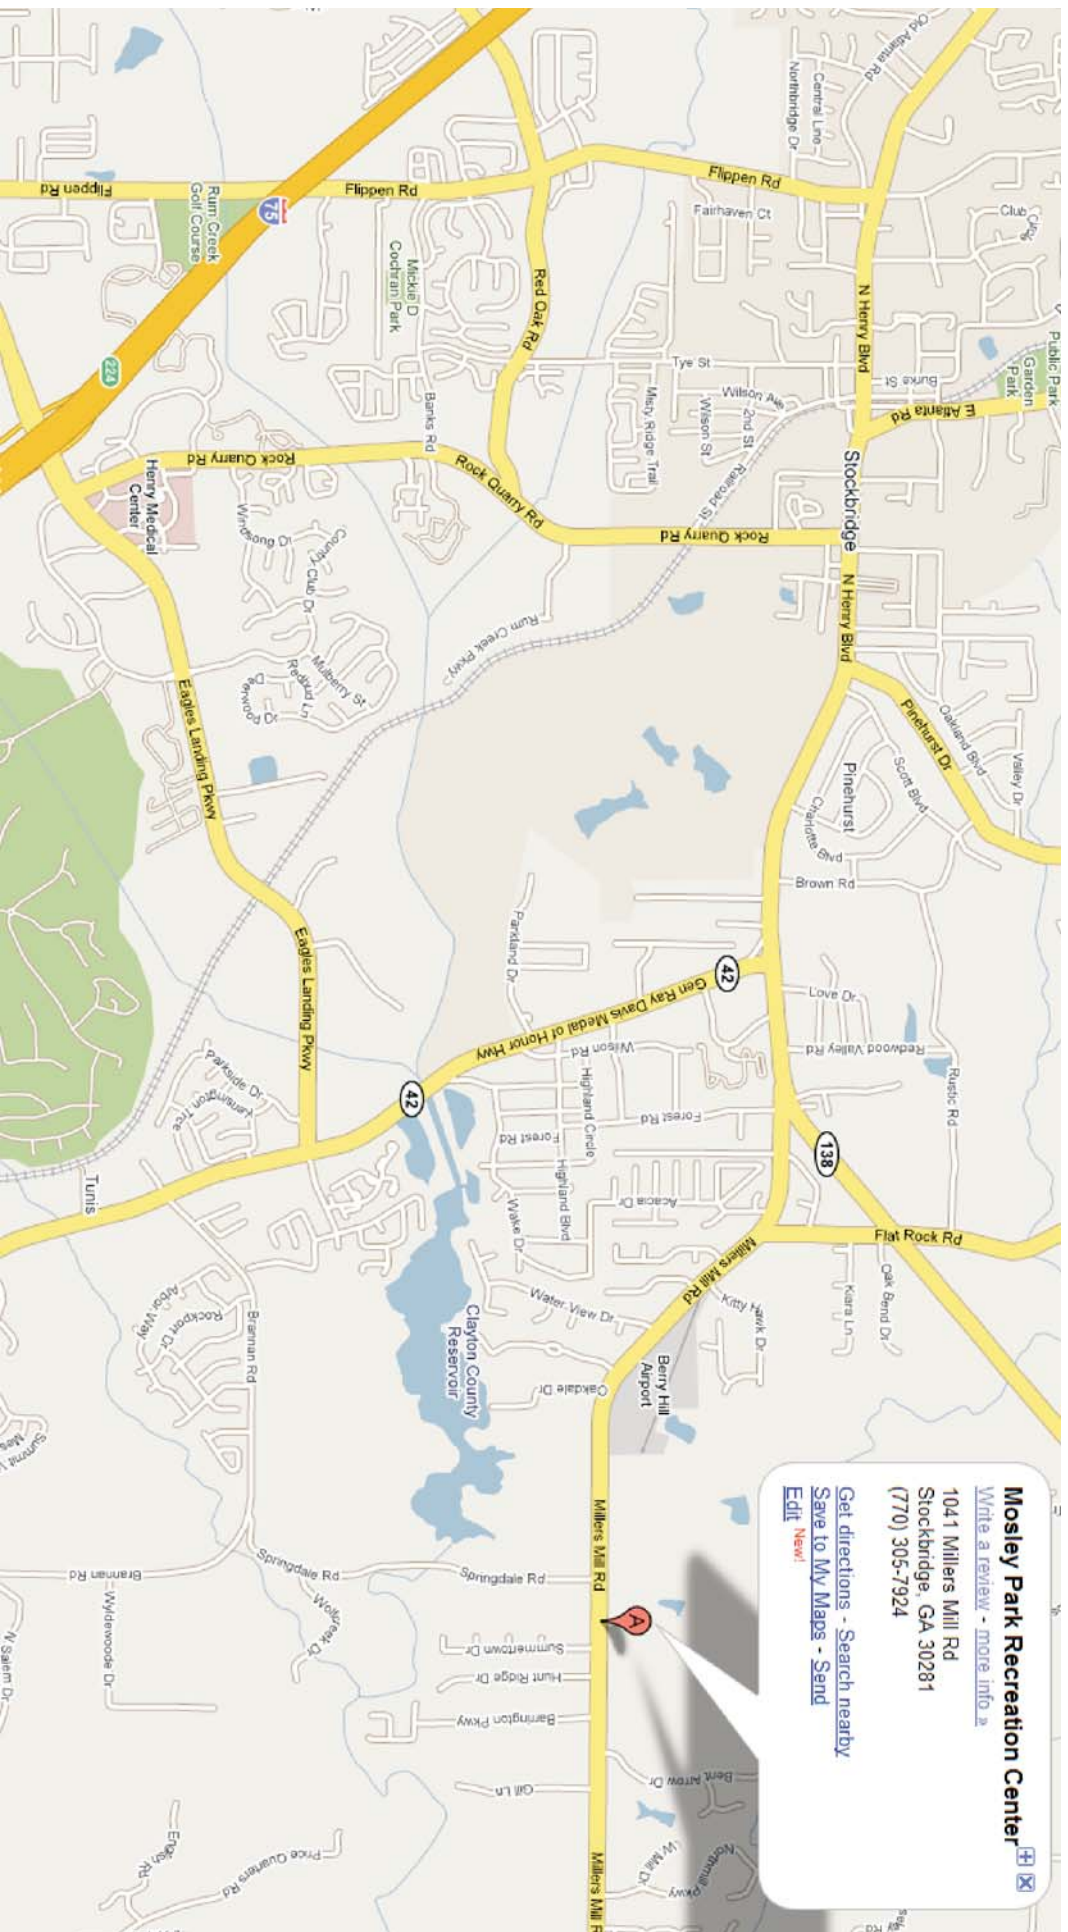 Mosley Park Recreation Center
Write a review - more info »
1041 Millers Mill Rd
Stockbridge, GA 30281
(770) 305-7924
Get directions - Search nearby
Save to My Maps - Send
Edit New!
A
Public Park
Garden Park
Club
Old Atlanta Rd
Central Line
Northbridge Dr
Flippen Rd
Fairhaven Ct
N Henry Blvd
Burke St
E Atlanta Rd
Tye St
Wilson Ave
2nd St
Wilson St
Misty Ridge Trail
Railroad St
Stockbridge
Rock Quarry Rd
N Henry Blvd
Pinehurst Dr
Oakland Blvd
Valley Dr
Scott Blvd
Pinehurst
Charlotte Blvd
Brown Rd
Love Dr
Redwood Valley Rd
Rustic Rd
138
Flat Rock Rd
Oak Bend Dr
Kiara Ln
Kitty Hawk Dr
Millers Mill Rd
Berry Hill
Airport
Red Oak Rd
Flippen Rd
Flippen Rd
75
Rum Creek
Golf Course
Mickie D
Cochran Park
Banks Rd
224
Rock Quarry Rd
Rock Quarry Rd
Henry Medical
Center
Windsong Dr
Country Club Dr
Mulberry St
Redbud Ln
Rum Creek Pkwy
Eagles Landing Pkwy
Eagles Landing Pkwy
Parkland Dr
42
Gen Ray Davis Medal of Honor Hwy
42
Wilson Rd
Highland Circle
Forest Rd
Forest Rd
Highland Blvd
Acacia Dr
Wake Dr
Water View Dr
Oakdale Dr
Clayton County
Reservoir
Parkside Dr
Tunis
Brannan Rd
Rockport Dr
Arbor Way
Springdale Rd
Springdale Rd
Brannan Rd
Wolfcreek Dr
Wyldewoode Dr
N Salem Dr
Millers Mill Rd
Summertown Dr
Hunt Ridge Dr
Barrington Pkwy
Gill Ln
Bent Arrow Dr
W Mill Dr
Northmill Pkwy
Millers Mill R
Price Quarters Rd
English Rd